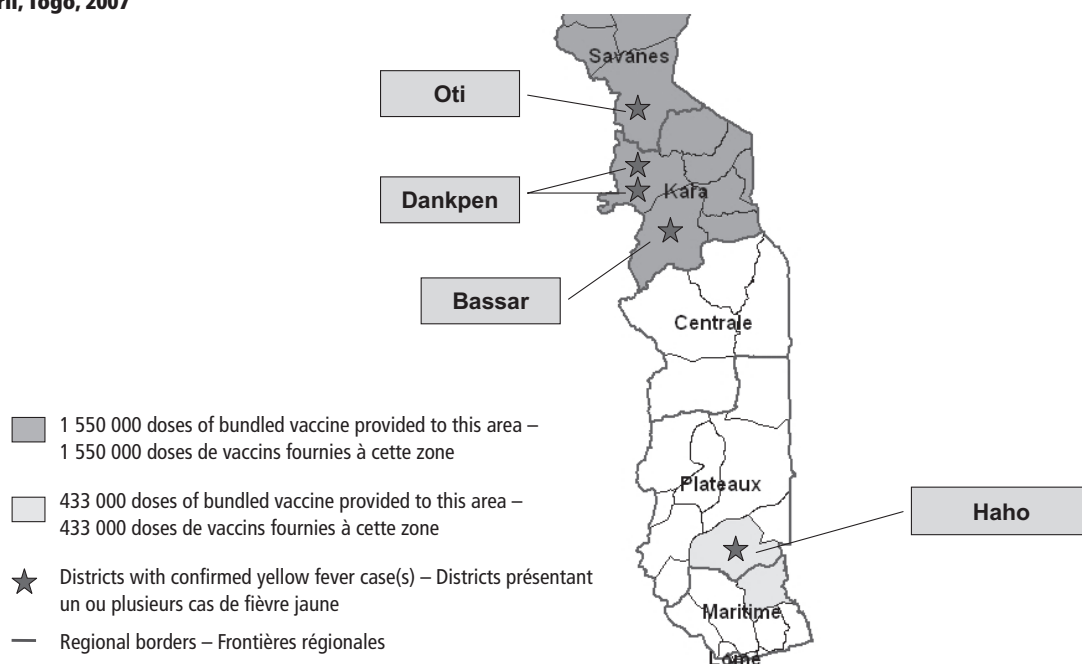 Togo, 2007
Savanes
Oti
Dankpen
Kara
Bassar
Centrale
1 550 000 doses of bundled vaccine provided to this area –
1 550 000 doses de vaccins fournies à cette zone
433 000 doses of bundled vaccine provided to this area –
433 000 doses de vaccins fournies à cette zone
Plateaux
Haho
Districts with confirmed yellow fever case(s) – Districts présentant
un ou plusieurs cas de fièvre jaune
Maritime
Regional borders – Frontières régionales
Lomé